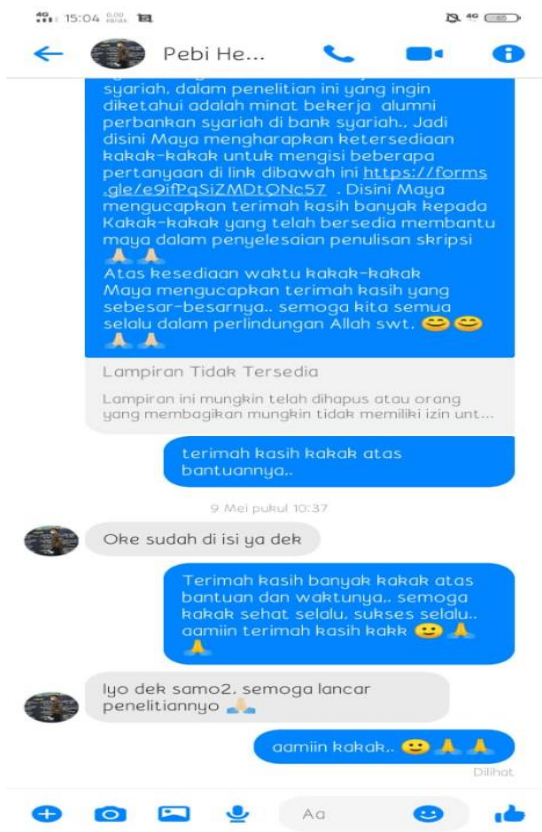 4G 15:04 0.00 KB/s 4G 60
Pebi He...
syariah, dalam penelitian ini yang ingin
diketahui adalah minat bekerja alumni
perbankan syariah di bank syariah.. Jadi
disini Maya mengharapkan ketersediaan
kakak-kakak untuk mengisi beberapa
pertanyaan di link dibawah ini https://forms
.gle/e9ifPqSiZMDtQNc57 . Disini Maya
mengucapkan terimah kasih banyak kepada
Kakak-kakak yang telah bersedia membantu
maya dalam penyelesaian penulisan skripsi
🙏🏻🙏🏻
Atas kesediaan waktu kakak-kakak
Maya mengucapkan terimah kasih yang
sebesar-besarnya.. semoga kita semua
selalu dalam perlindungan Allah swt. 😊😊
🙏🏻🙏🏻
Lampiran Tidak Tersedia
Lampiran ini mungkin telah dihapus atau orang
yang membagikan mungkin tidak memiliki izin unt...
terimah kasih kakak atas
bantuannya..
9 Mei pukul 10:37
Oke sudah di isi ya dek
Terimah kasih banyak kakak atas
bantuan dan waktunya.. semoga
kakak sehat selalu, sukses selalu..
aamiin terimah kasih kakk 🙂🙏
🙏
Iyo dek samo2. semoga lancar
penelitiannyo 🙏🏻
aamiin kakak.. 🙂🙏🙏
Dilihat
Aa